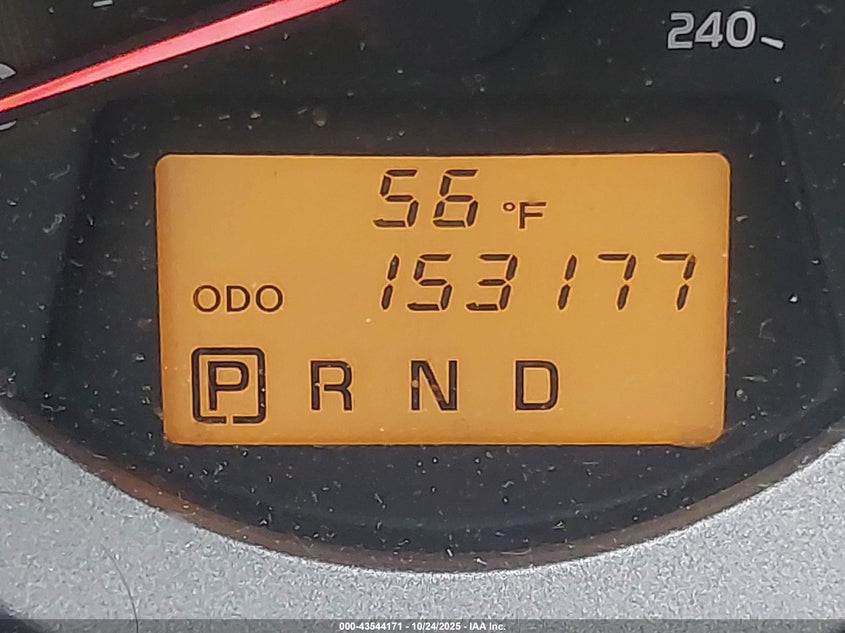 240
56 °F
ODO 153177
P R N D
000-43544171 - 10/24/2025 - IAA Inc.